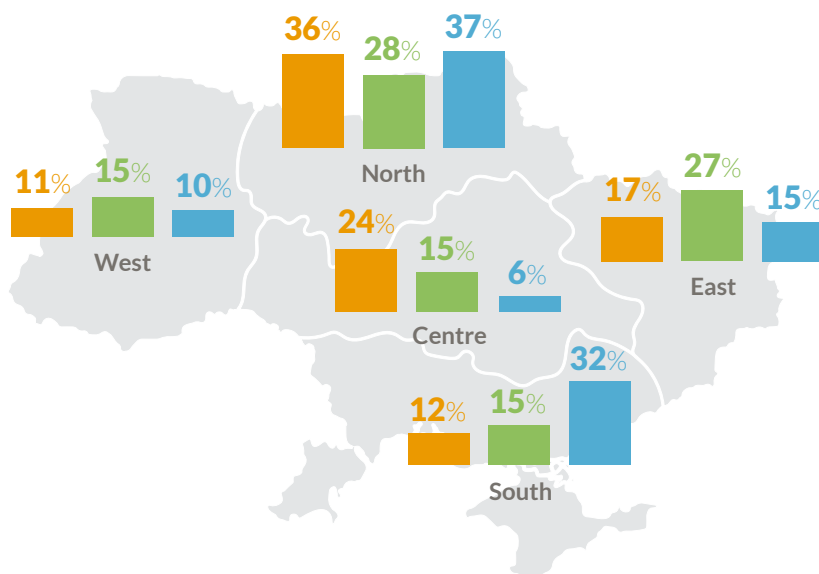 36% 28% 37%
North
11% 15% 10%
West
17% 27% 15%
East
24% 15% 6%
Centre
12% 15% 32%
South